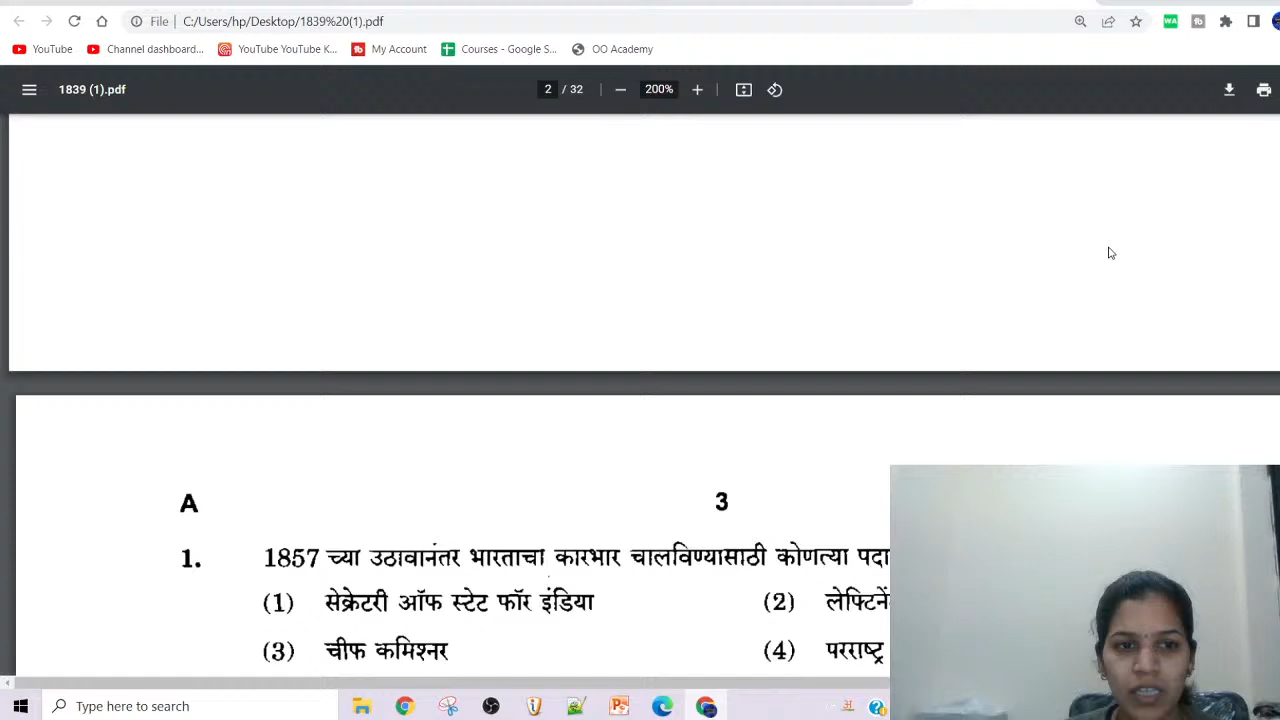 File | C:/Users/hp/Desktop/1839%20(1).pdf
YouTube Channel dashboard... YouTube YouTube K... My Account Courses - Google S... OO Academy
1839 (1).pdf 2 / 32 200%
A 3
1. 1857 च्या उठावानंतर भारताचा कारभार चालविण्यासाठी कोणत्या पदा
(1) सेक्रेटरी ऑफ स्टेट फॉर इंडिया (2) लेफ्टिनें
(3) चीफ कमिश्नर (4) परराष्ट्र
Type here to search